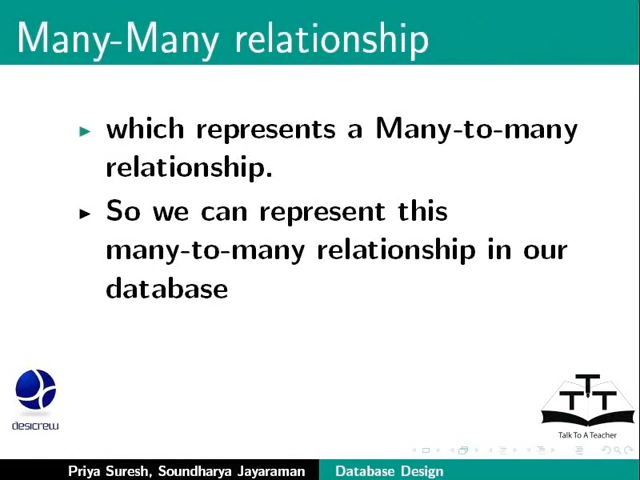 Many-Many relationship
which represents a Many-to-many
relationship.
So we can represent this
many-to-many relationship in our
database
desicrew
TTT
Talk To A Teacher
Priya Suresh, Soundharya Jayaraman
Database Design